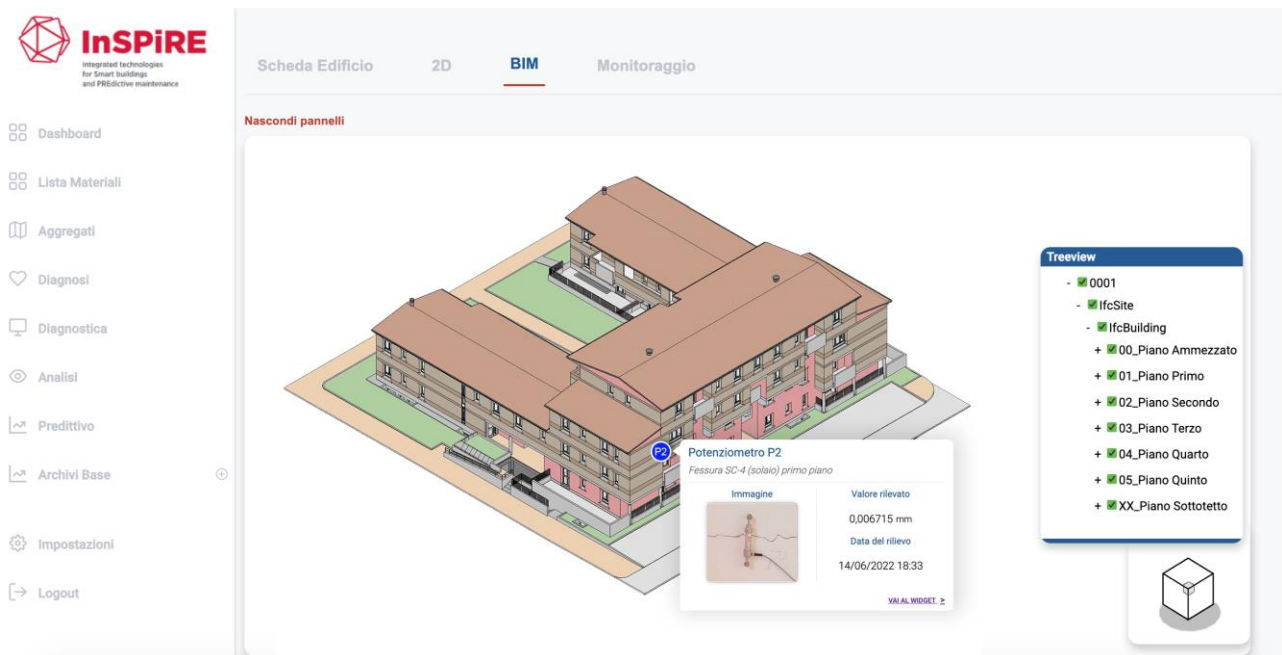 InSPiRE
Integrated technologies
for Smart buildings
and PREdictive maintenance
Dashboard
Lista Materiali
Aggregati
Diagnosi
Diagnostica
Analisi
Predittivo
Archivi Base
Impostazioni
Logout
Scheda Edificio 2D BIM Monitoraggio
Nascondi pannelli
P2
Potenziometro P2
Fessura SC-4 (solaio) primo piano
Immagine
Valore rilevato
0,006715 mm
Data del rilievo
14/06/2022 18:33
VAI AL WIDGET >
Treeview
- 0001
- IfcSite
- IfcBuilding
+ 00_Piano Ammezzato
+ 01_Piano Primo
+ 02_Piano Secondo
+ 03_Piano Terzo
+ 04_Piano Quarto
+ 05_Piano Quinto
+ XX_Piano Sottotetto